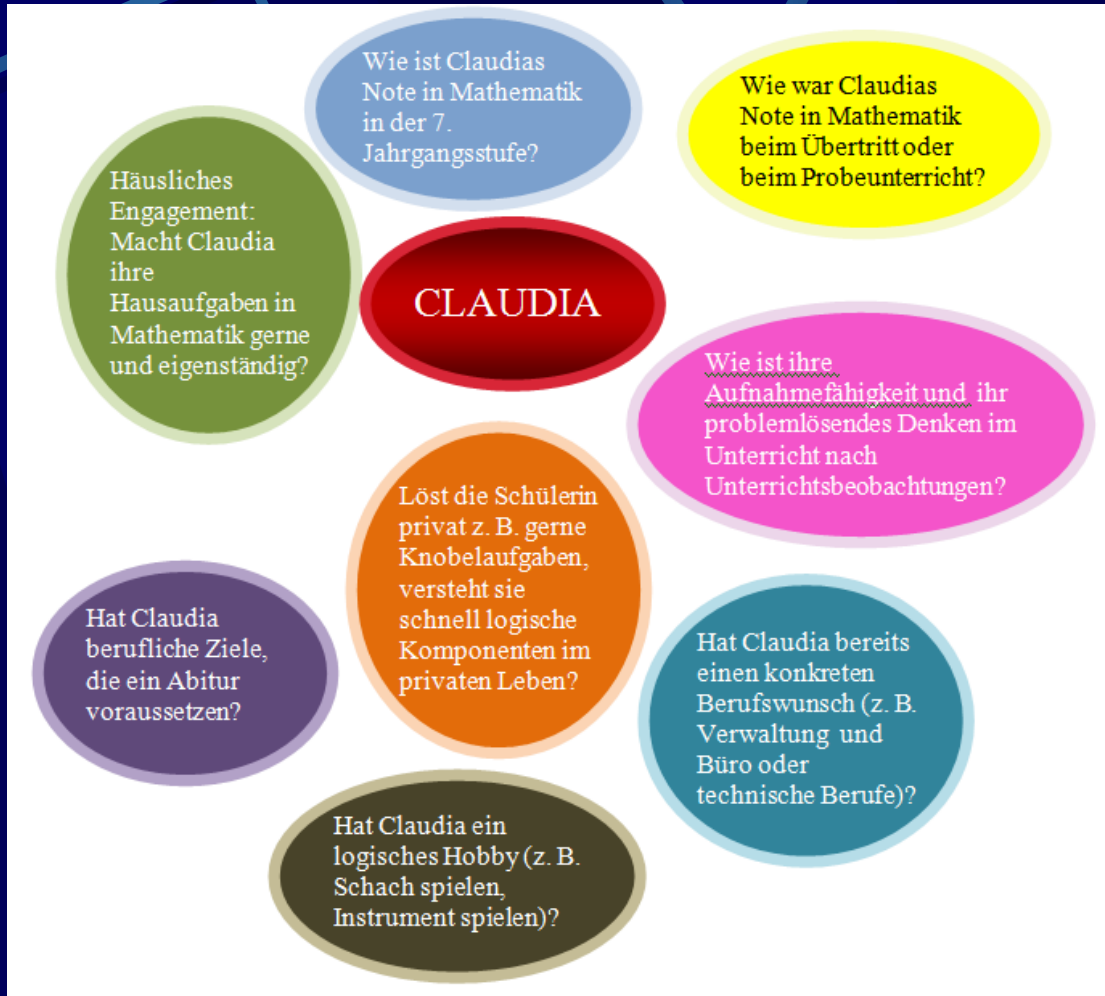 Wie ist Claudias
Note in Mathematik
in der 7.
Jahrgangsstufe?
Wie war Claudias
Note in Mathematik
beim Übertritt oder
beim Probeunterricht?
Häusliches
Engagement:
Macht Claudia
ihre
Hausaufgaben in
Mathematik gerne
und eigenständig?
CLAUDIA
Wie ist ihre
Aufnahmefähigkeit und ihr
problemlösendes Denken im
Unterricht nach
Unterrichtsbeobachtungen?
Löst die Schülerin
privat z. B. gerne
Knobelaufgaben,
versteht sie
schnell logische
Komponenten im
privaten Leben?
Hat Claudia
berufliche Ziele,
die ein Abitur
voraussetzen?
Hat Claudia bereits
einen konkreten
Berufswunsch (z. B.
Verwaltung und
Büro oder
technische Berufe)?
Hat Claudia ein
logisches Hobby (z. B.
Schach spielen,
Instrument spielen)?